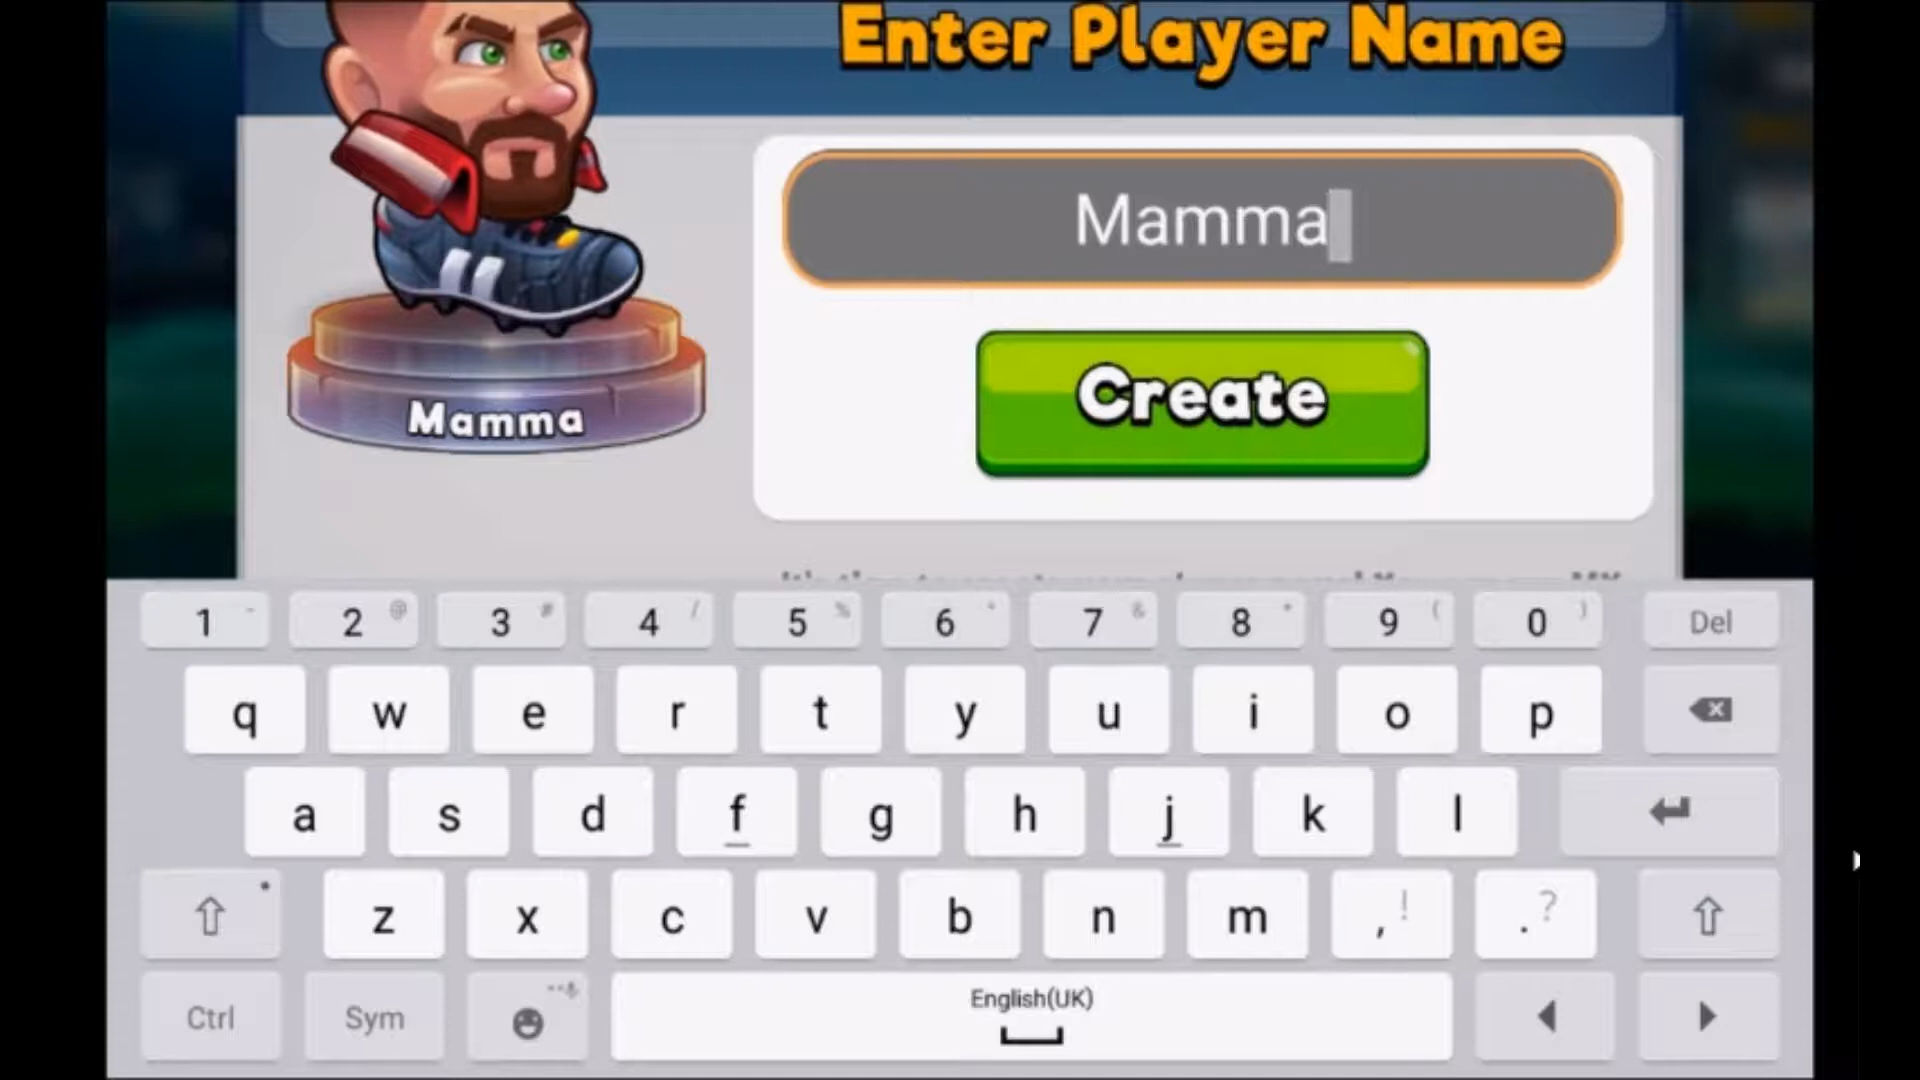 Enter Player Name
Mamma
Create
Mamma
1 - 2 @ 3 # 4 / 5 % 6 ^ 7 & 8 * 9 ( 0 ) Del
q w e r t y u i o p
a s d f g h j k l
z x c v b n m , ! . ?
Ctrl Sym English(UK)